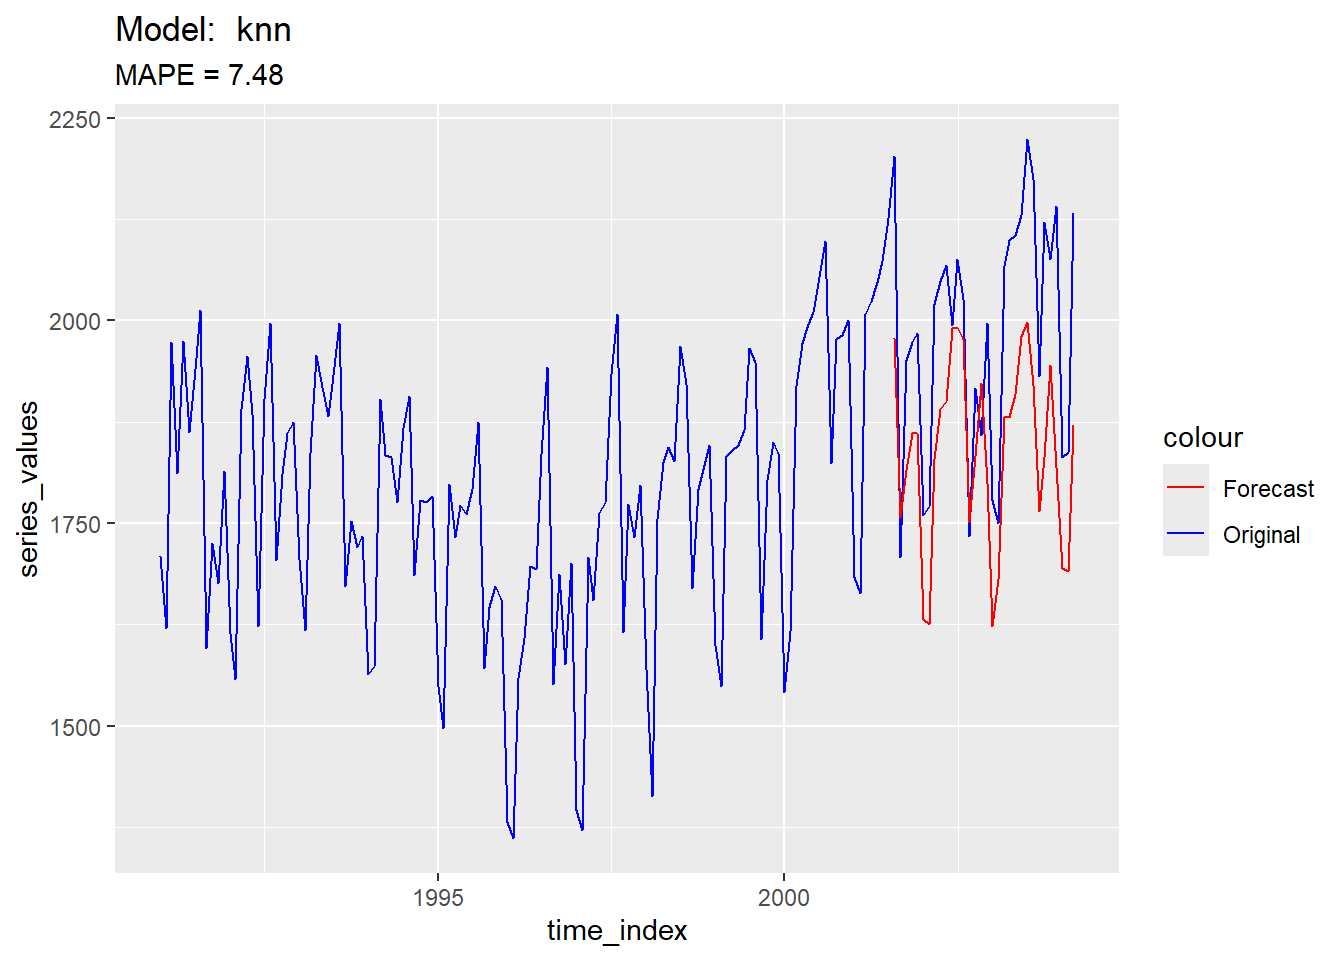 Model:  knn
MAPE = 7.48
2250
2000
1750
1500
series_values
1995
2000
time_index
colour
Forecast
Original